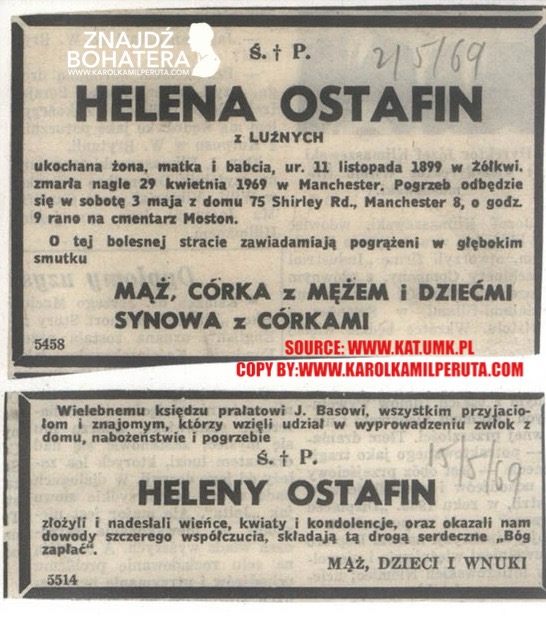 ZNAJDŹ
BOHATERA
WWW.KAROLKAMILPERUTA.COM
Ś. † P.
2/5/69
HELENA OSTAFIN
z LUŹNYCH
ukochana żona, matka i babcia, ur. 11 listopada 1899 w Żółkwi,
zmarła nagle 29 kwietnia 1969 w Manchester. Pogrzeb odbędzie
się w sobotę 3 maja z domu 75 Shirley Rd., Manchester 8, o godz.
9 rano na cmentarz Moston.
O tej bolesnej stracie zawiadamiają pogrążeni w głębokim
smutku
MĄŻ, CÓRKA z MĘŻEM i DZIEĆMI
SYNOWA z CÓRKAMI
5458
SOURCE: WWW.KAT.UMK.PL
COPY BY:WWW.KAROLKAMILPERUTA.COM
Wielebnemu księdzu prałatowi J. Basowi, wszystkim przyjacio-
łom i znajomym, którzy wzięli udział w wyprowadzeniu zwłok z
domu, nabożeństwie i pogrzebie
Ś. † P.
15/5/69
HELENY OSTAFIN
złożyli i nadesłali wieńce, kwiaty i kondolencje, oraz okazali nam
dowody szczerego współczucia, składają tą drogą serdeczne „Bóg
zapłać".
MĄŻ, DZIECI I WNUKI
5514